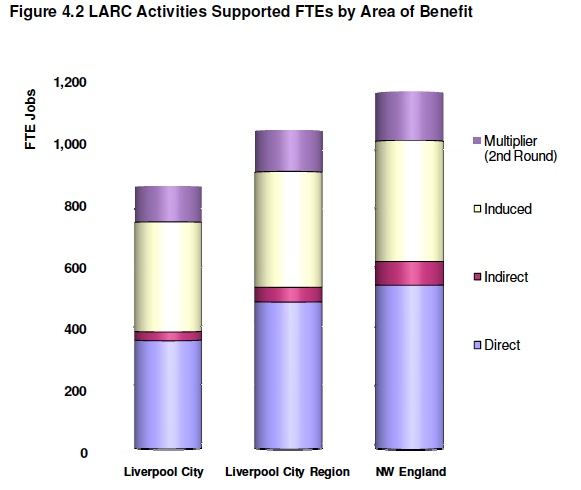 Figure 4.2 LARC Activities Supported FTEs by Area of Benefit
FTE Jobs
1,200
1,000
800
600
400
200
0
Liverpool City
Liverpool City Region
NW England
Multiplier
(2nd Round)
Induced
Indirect
Direct